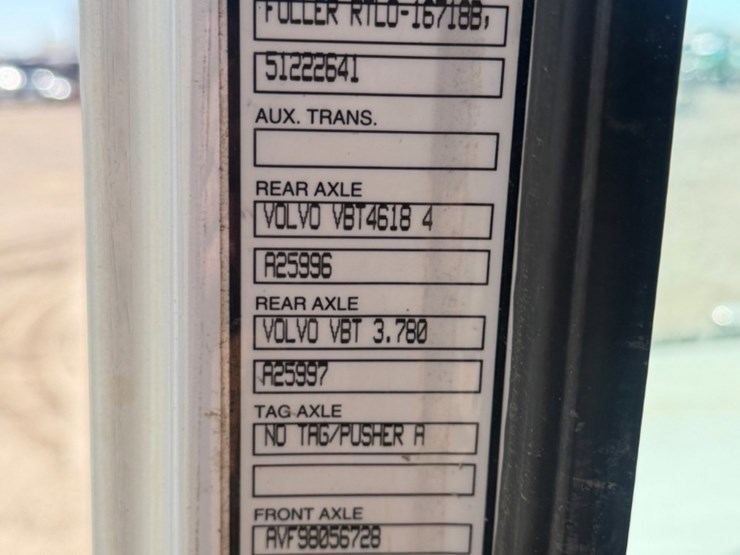 FULLER RTLO-16718B,
51222641
AUX. TRANS.
REAR AXLE
VOLVO VBT4618 4
A25996
REAR AXLE
VOLVO VBT 3.780
A25997
TAG AXLE
NO TAG/PUSHER A
FRONT AXLE
AVF98056728